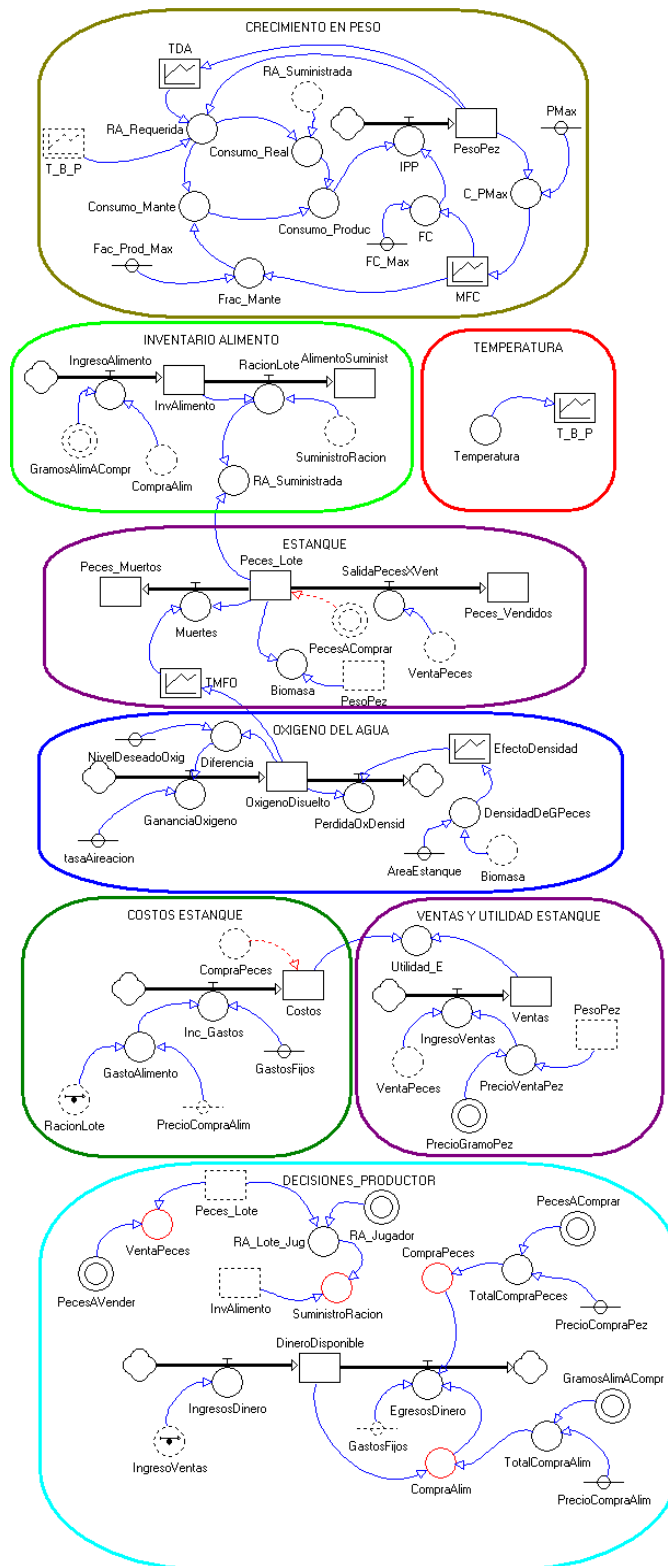 CRECIMIENTO EN PESO
TDA
RA_Suministrada
PMax
RA_Requerida
Consumo_Real
IPP
PesoPez
T_B_P
C_PMax
Consumo_Mante
Consumo_Produc
FC
Fac_Prod_Max
FC_Max
Frac_Mante
MFC
INVENTARIO ALIMENTO
IngresoAlimento
RacionLote
AlimentoSuminist
InvAlimento
GramosAlimACompr
CompraAlim
SuministroRacion
RA_Suministrada
TEMPERATURA
Temperatura
T_B_P
ESTANQUE
Peces_Muertos
Peces_Lote
SalidaPecesXVent
Peces_Vendidos
Muertes
PecesAComprar
VentaPeces
TMFO
Biomasa
PesoPez
OXIGENO DEL AGUA
NivelDeseadoOxig
Diferencia
EfectoDensidad
OxigenoDisuelto
GananciaOxigeno
PerdidaOxDensid
DensidadDeGPeces
tasaAireacion
AreaEstanque
Biomasa
COSTOS ESTANQUE
CompraPeces
Costos
Inc_Gastos
GastoAlimento
GastosFijos
RacionLote
PrecioCompraAlim
VENTAS Y UTILIDAD ESTANQUE
Utilidad_E
Ventas
PesoPez
IngresoVentas
VentaPeces
PrecioVentaPez
PrecioGramoPez
DECISIONES_PRODUCTOR
Peces_Lote
PecesAComprar
VentaPeces
RA_Lote_Jug
RA_Jugador
CompraPeces
PecesAVender
InvAlimento
SuministroRacion
TotalCompraPeces
PrecioCompraPez
DineroDisponible
GramosAlimACompr
IngresosDinero
EgresosDinero
GastosFijos
IngresoVentas
CompraAlim
TotalCompraAlim
PrecioCompraAlim